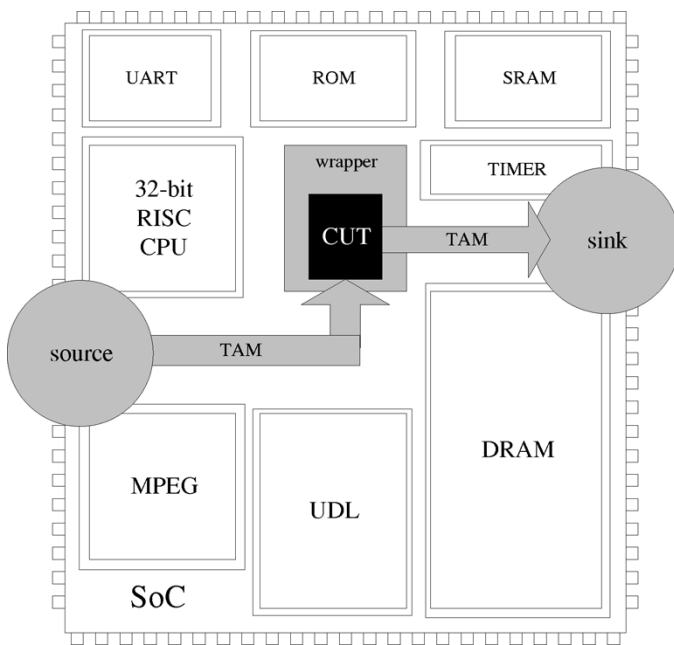 UART
ROM
SRAM
32-bit
RISC
CPU
wrapper
CUT
TIMER
TAM
sink
source
TAM
MPEG
UDL
DRAM
SoC